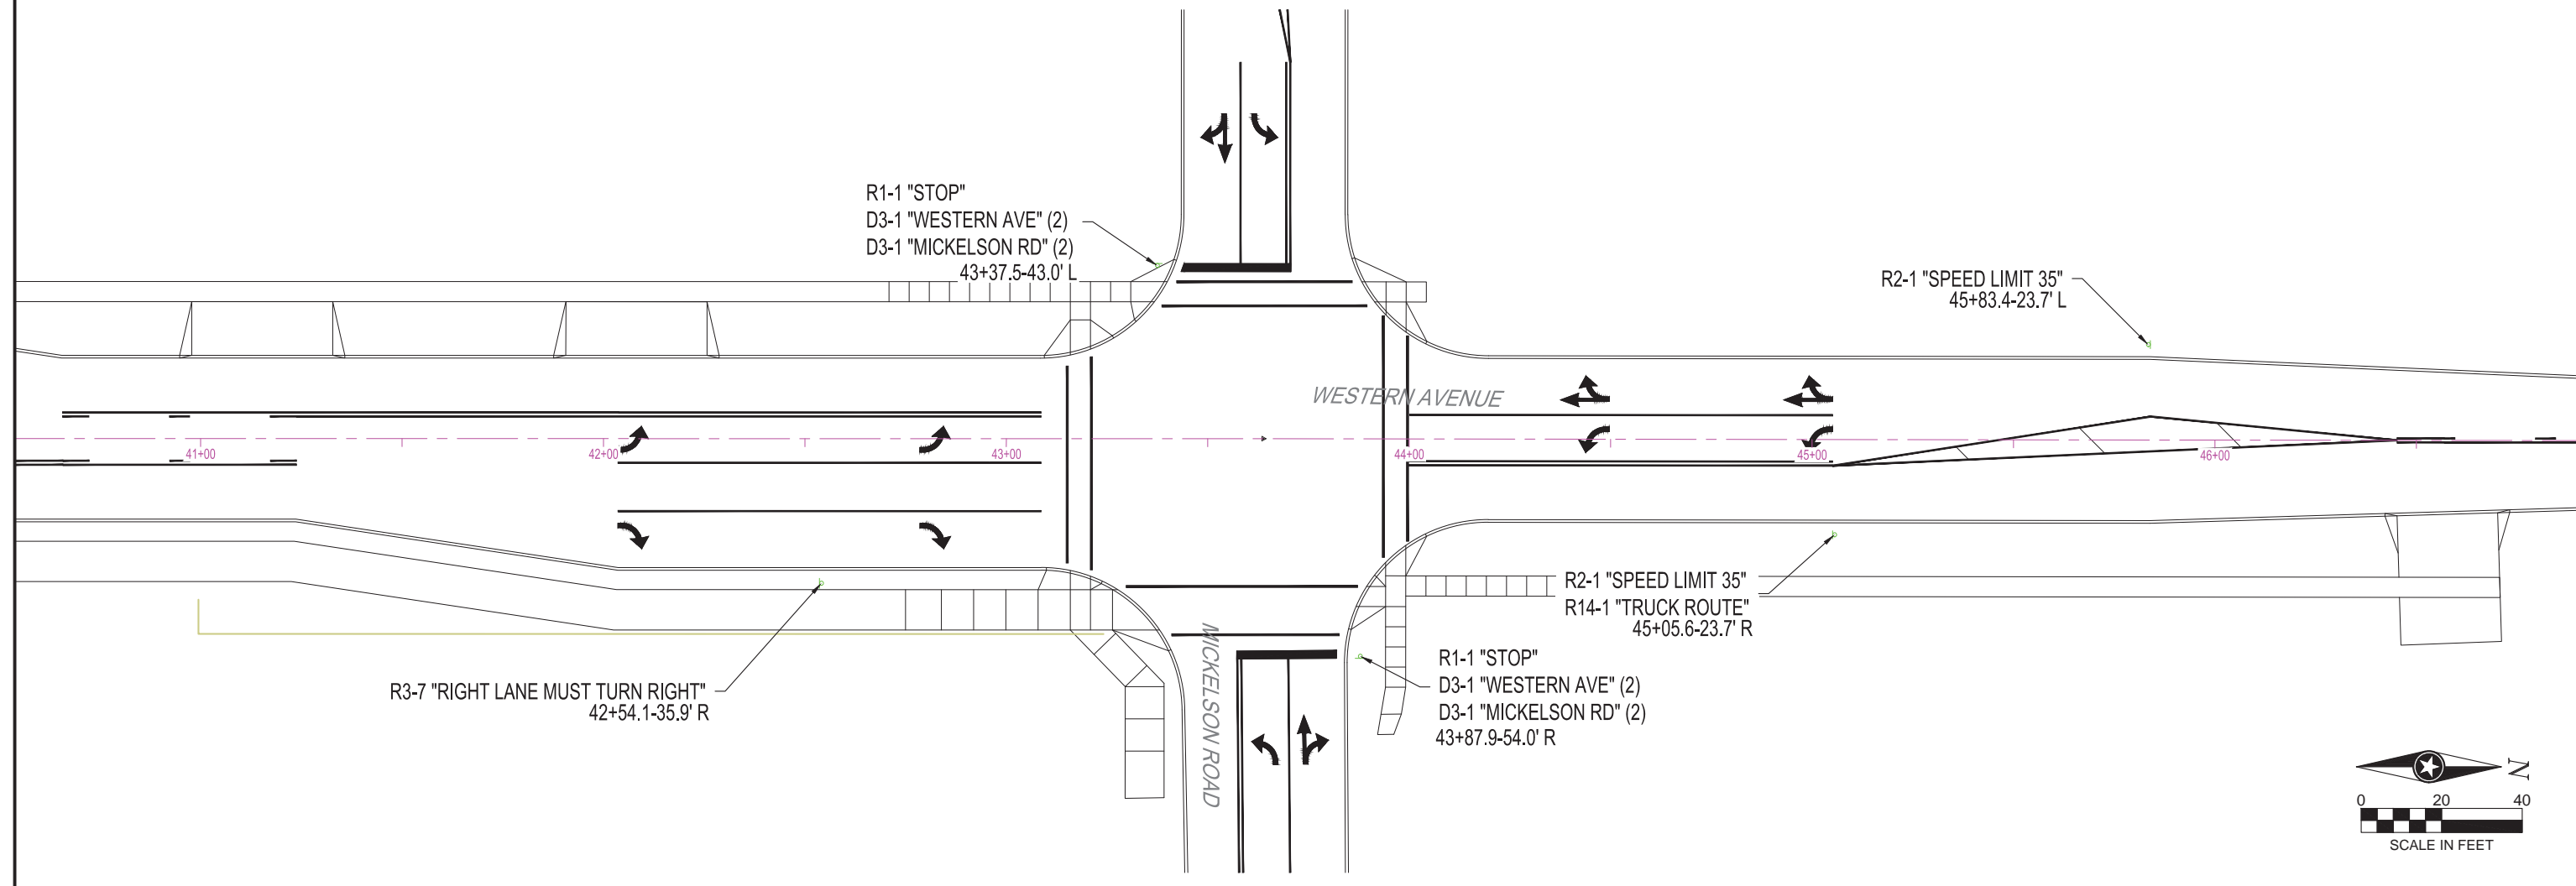 R1-1 "STOP"
D3-1 "WESTERN AVE" (2)
D3-1 "MICKELSON RD" (2)
43+37.5-43.0' L
R2-1 "SPEED LIMIT 35"
45+83.4-23.7' L
WESTERN AVENUE
41+00
42+00
43+00
44+00
45+00
46+00
R2-1 "SPEED LIMIT 35"
R14-1 "TRUCK ROUTE"
45+05.6-23.7' R
R1-1 "STOP"
D3-1 "WESTERN AVE" (2)
D3-1 "MICKELSON RD" (2)
43+87.9-54.0' R
R3-7 "RIGHT LANE MUST TURN RIGHT"
42+54.1-35.9' R
MICKELSON ROAD
N
0 20 40
SCALE IN FEET